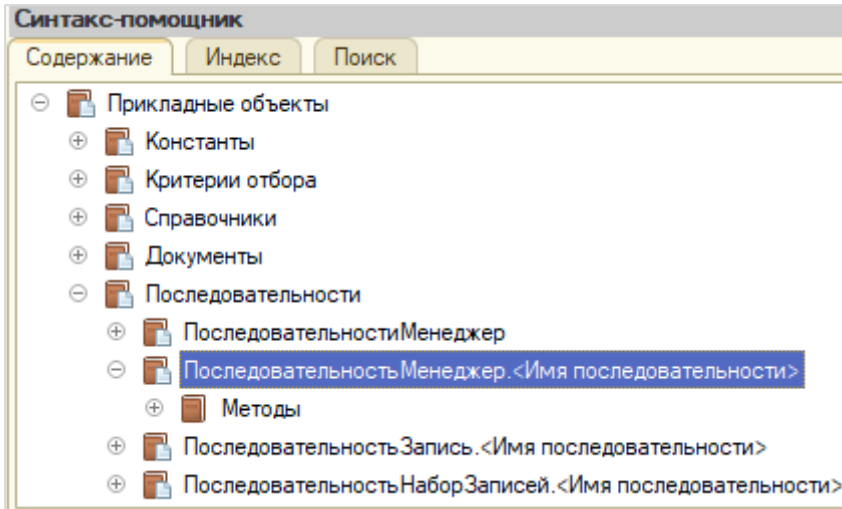 Синтакс-помощник
Содержание Индекс Поиск
Прикладные объекты
Константы
Критерии отбора
Справочники
Документы
Последовательности
ПоследовательностиМенеджер
ПоследовательностьМенеджер.<Имя последовательности>
Методы
ПоследовательностьЗапись.<Имя последовательности>
ПоследовательностьНаборЗаписей.<Имя последовательности>